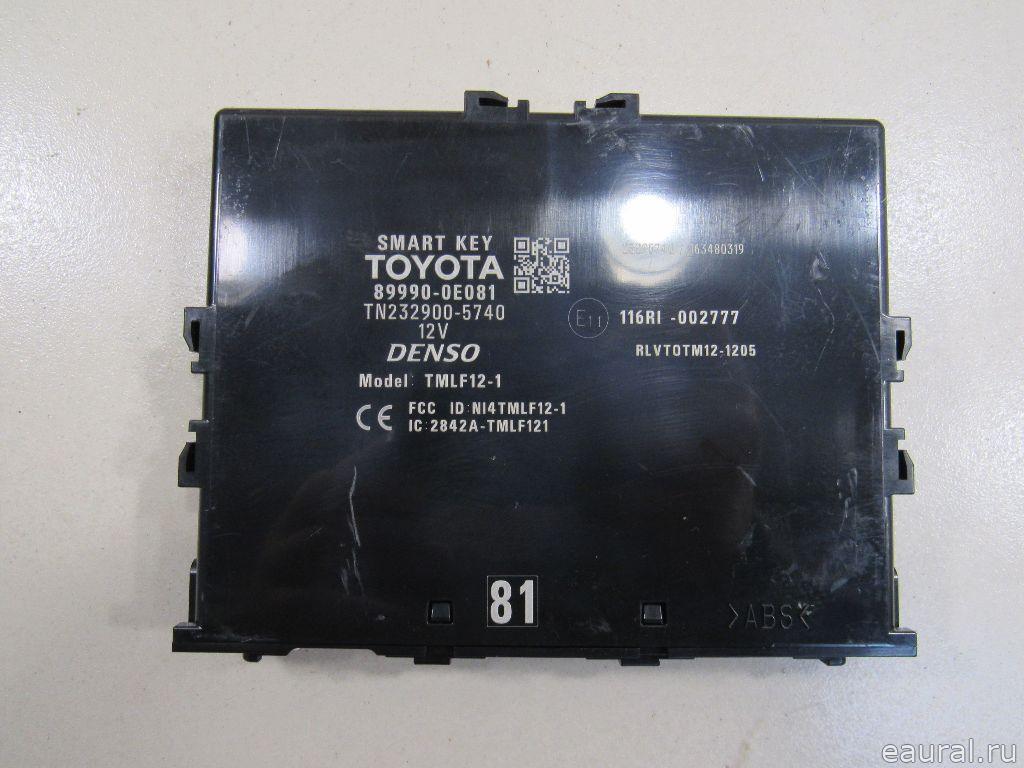 SMART KEY
TOYOTA
89990-0E081
TN232900-5740
12V
DENSO
Model: TMLF12-1
CE FCC ID:NI4TMLF12-1
IC:2842A-TMLF121
E11 116RI -002777
RLVTOTM12-1205
81
>ABS<
eaural.ru